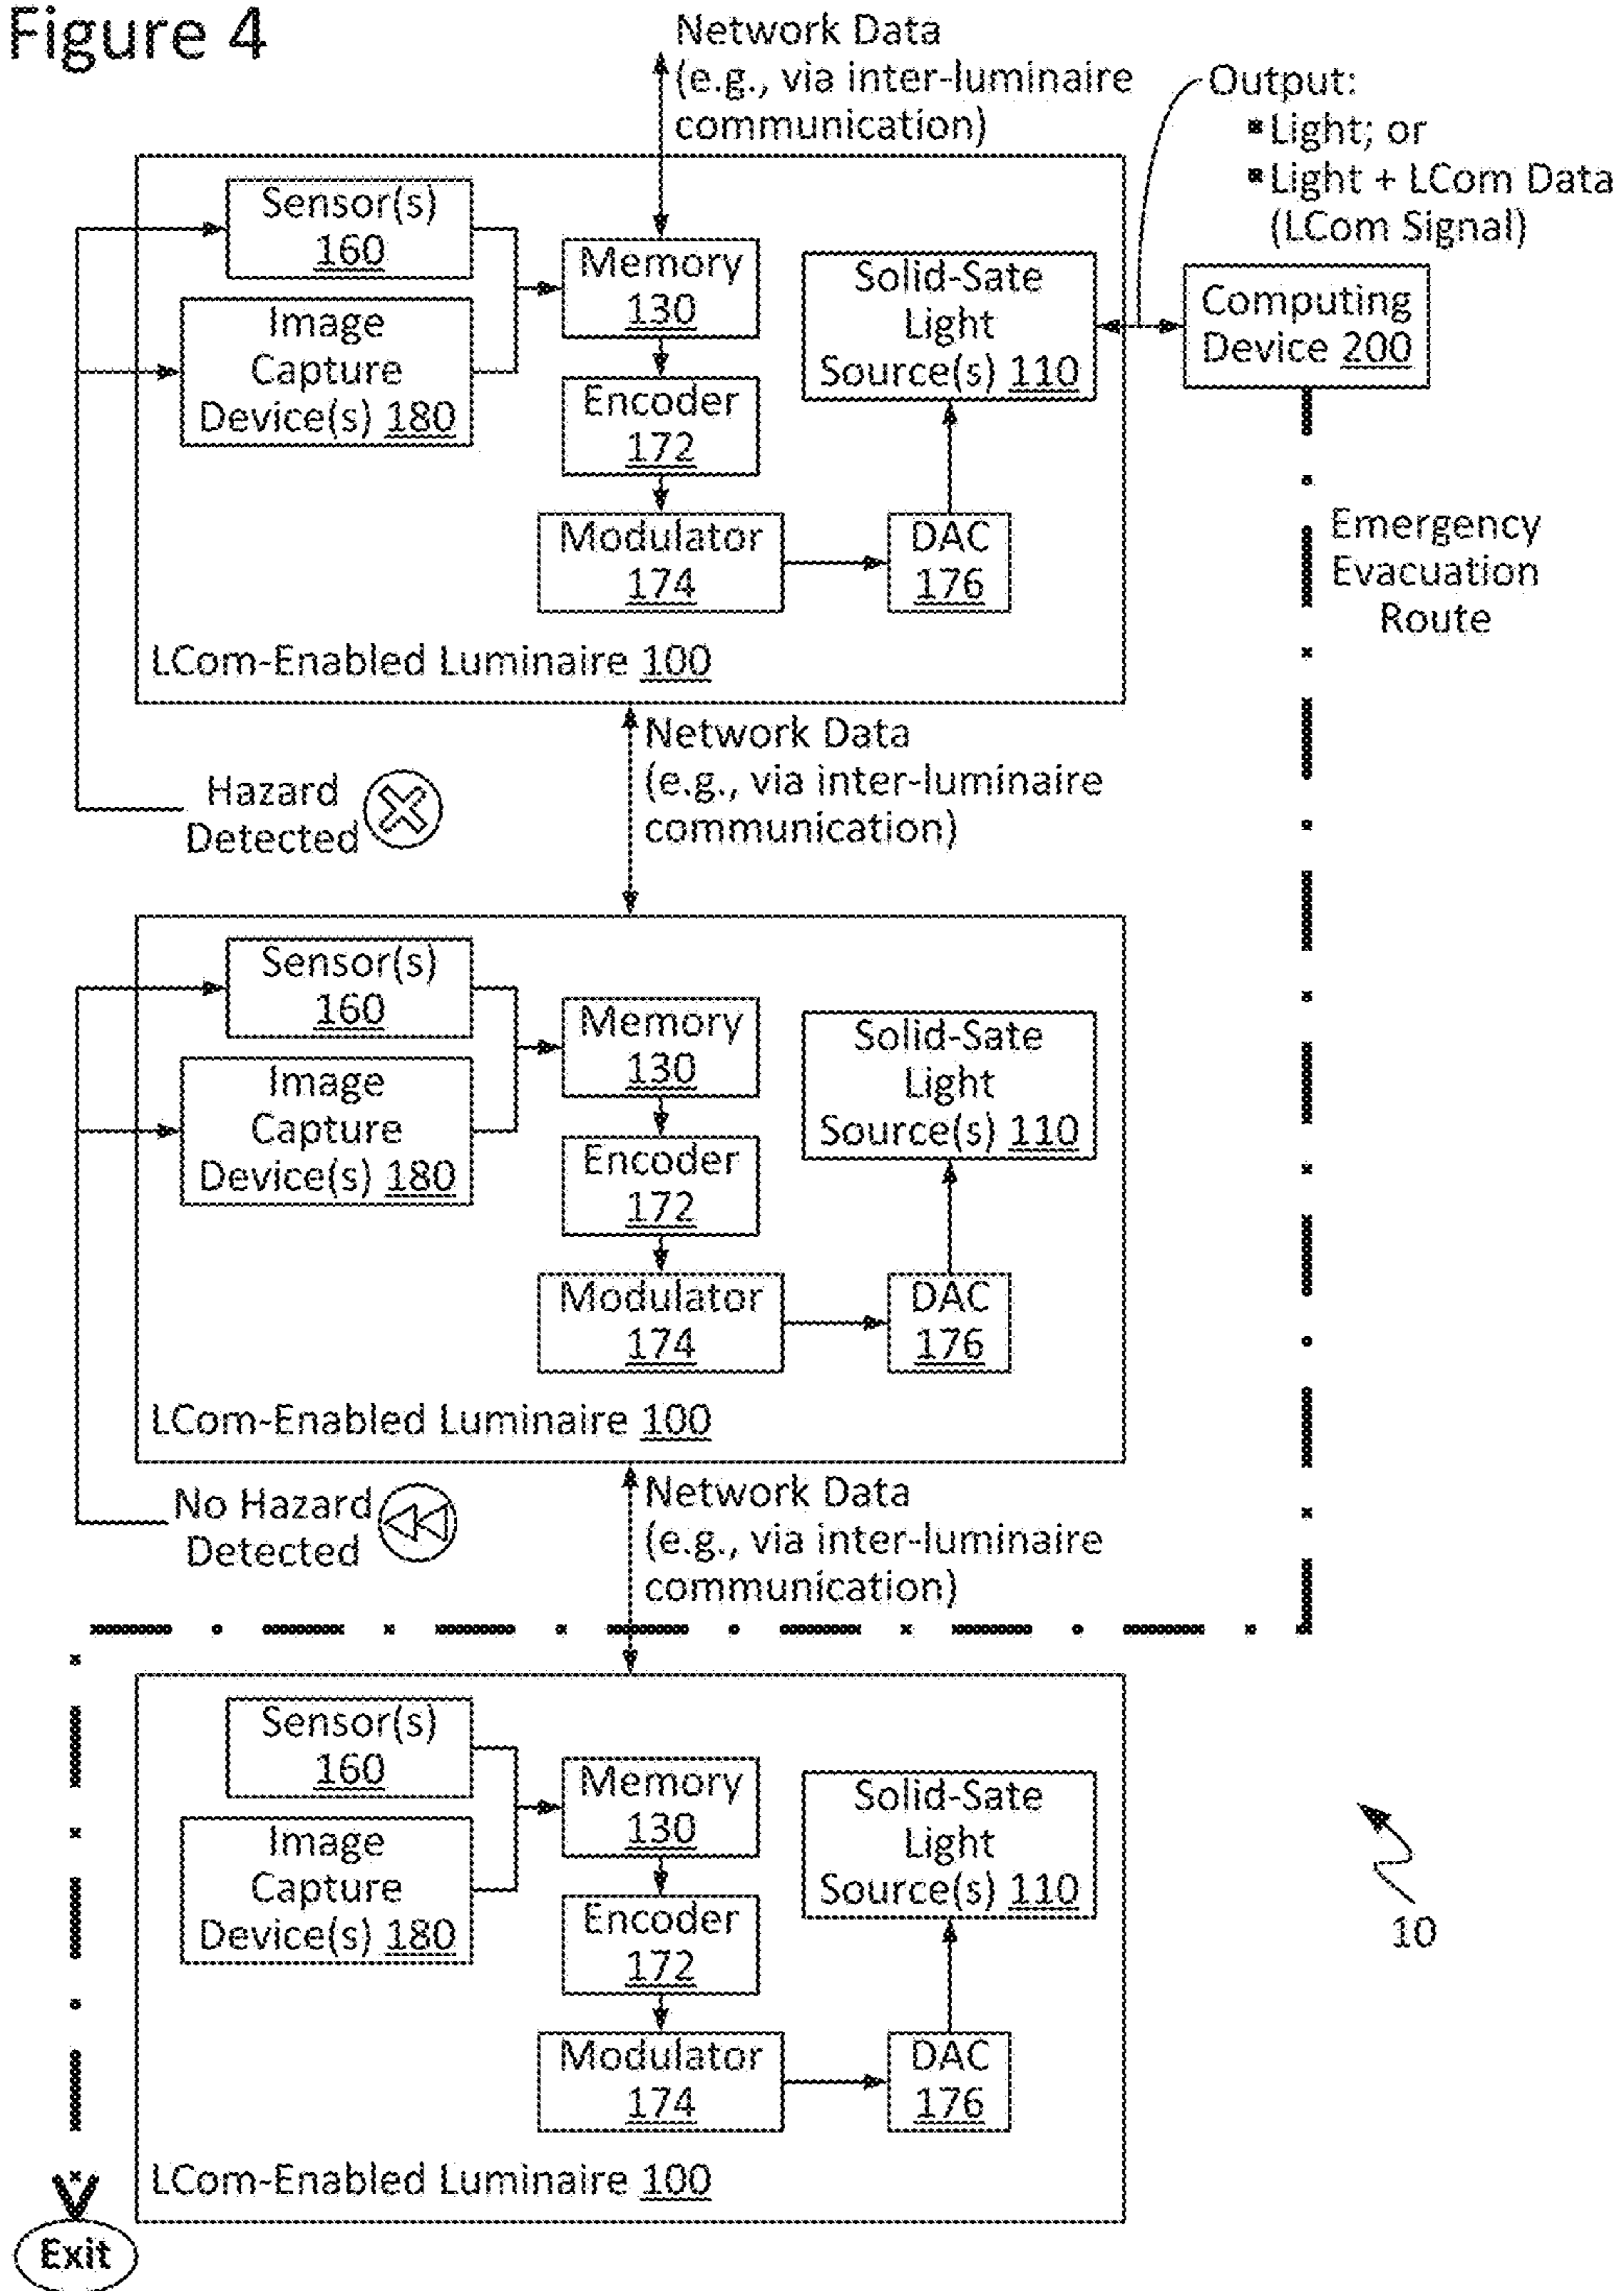 Figure 4
Network Data
(e.g., via inter-luminaire
communication)
Output:
▪ Light; or
▪ Light + LCom Data
(LCom Signal)
Sensor(s)
160
Image
Capture
Device(s) 180
Memory
130
Encoder
172
Modulator
174
DAC
176
Solid-Sate
Light
Source(s) 110
Computing
Device 200
Emergency
Evacuation
Route
LCom-Enabled Luminaire 100
Hazard
Detected
Network Data
(e.g., via inter-luminaire
communication)
Sensor(s)
160
Image
Capture
Device(s) 180
Memory
130
Encoder
172
Modulator
174
DAC
176
Solid-Sate
Light
Source(s) 110
LCom-Enabled Luminaire 100
No Hazard
Detected
Network Data
(e.g., via inter-luminaire
communication)
Sensor(s)
160
Image
Capture
Device(s) 180
Memory
130
Encoder
172
Modulator
174
DAC
176
Solid-Sate
Light
Source(s) 110
LCom-Enabled Luminaire 100
10
Exit